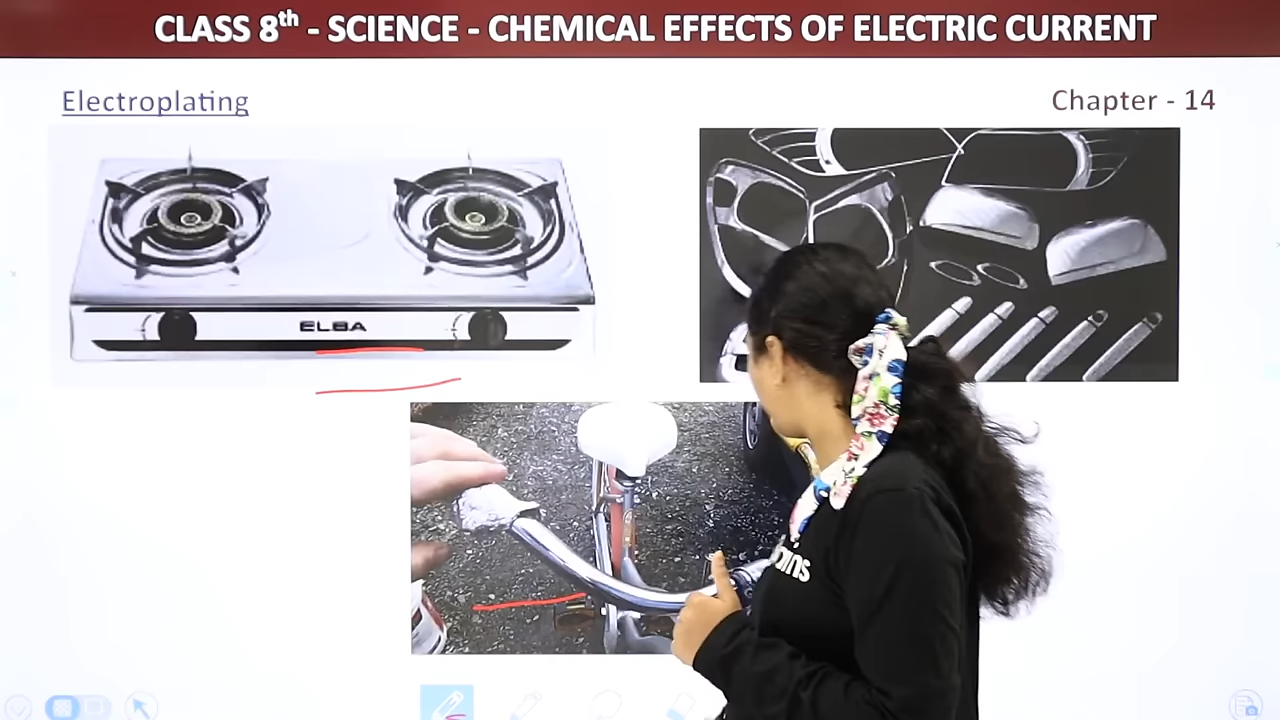 CLASS 8th - SCIENCE - CHEMICAL EFFECTS OF ELECTRIC CURRENT
Electroplating
Chapter - 14
ELBA